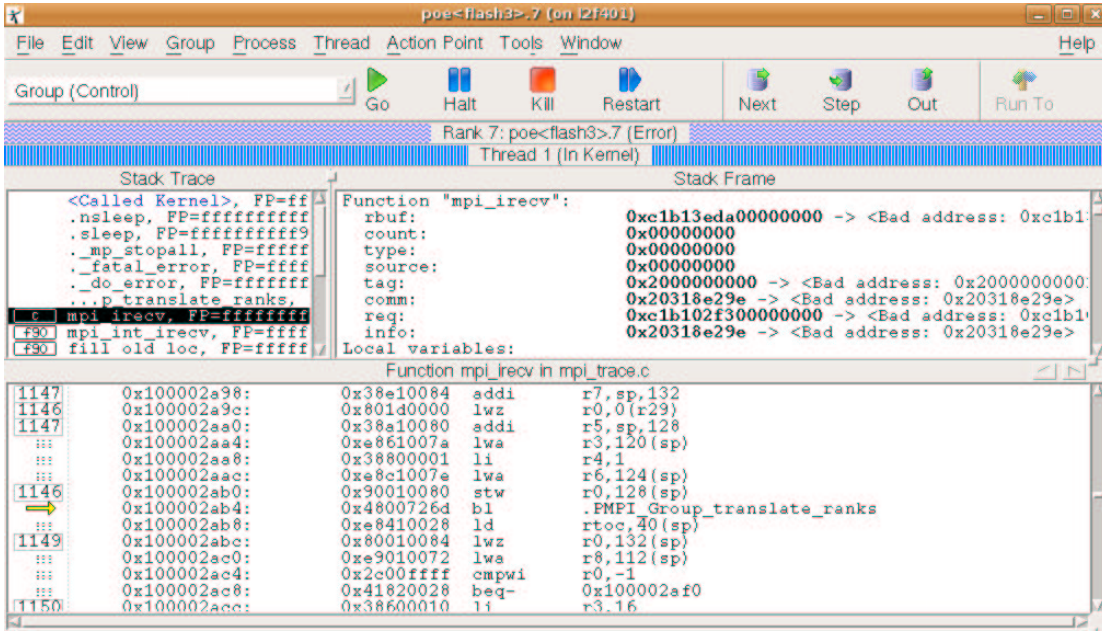 poe<flash3>.7 (on l2f401)
File Edit View Group Process Thread Action Point Tools Window Help
Group (Control) Go Halt Kill Restart Next Step Out Run To
Rank 7: poe<flash3>.7 (Error)
Thread 1 (In Kernel)
Stack Trace
<Called Kernel>, FP=ff
.nsleep, FP=fffffffffff
.sleep, FP=ffffffffff9
._mp_stopall, FP=fffff
._fatal_error, FP=ffff
._do_error, FP=fffffff
...p_translate_ranks,
C mpi_irecv, FP=ffffffff
f90 mpi_int_irecv, FP=ffff
f90 fill old loc, FP=fffff
Stack Frame
Function "mpi_irecv":
rbuf: 0xc1b13eda00000000 -> <Bad address: 0xc1b1
count: 0x00000000
type: 0x00000000
source: 0x00000000
tag: 0x2000000000 -> <Bad address: 0x2000000000
comm: 0x20318e29e -> <Bad address: 0x20318e29e>
req: 0xc1b102f300000000 -> <Bad address: 0xc1b1
info: 0x20318e29e -> <Bad address: 0x20318e29e>
Local variables:
Function mpi_irecv in mpi_trace.c
1147 0x100002a98: 0x38e10084 addi r7,sp,132
1146 0x100002a9c: 0x801d0000 lwz r0,0(r29)
1147 0x100002aa0: 0x38a10080 addi r5,sp,128
0x100002aa4: 0xe861007a lwa r3,120(sp)
0x100002aa8: 0x38800001 li r4,1
0x100002aac: 0xe8c1007e lwa r6,124(sp)
1146 0x100002ab0: 0x90010080 stw r0,128(sp)
0x100002ab4: 0x4800726d bl .PMPI_Group_translate_ranks
0x100002ab8: 0xe8410028 ld rtoc,40(sp)
1149 0x100002abc: 0x80010084 lwz r0,132(sp)
0x100002ac0: 0xe9010072 lwa r8,112(sp)
0x100002ac4: 0x2c00ffff cmpwi r0,-1
0x100002ac8: 0x41820028 beq- 0x100002af0
1150 0x100002acc: 0x38600010 li r3,16